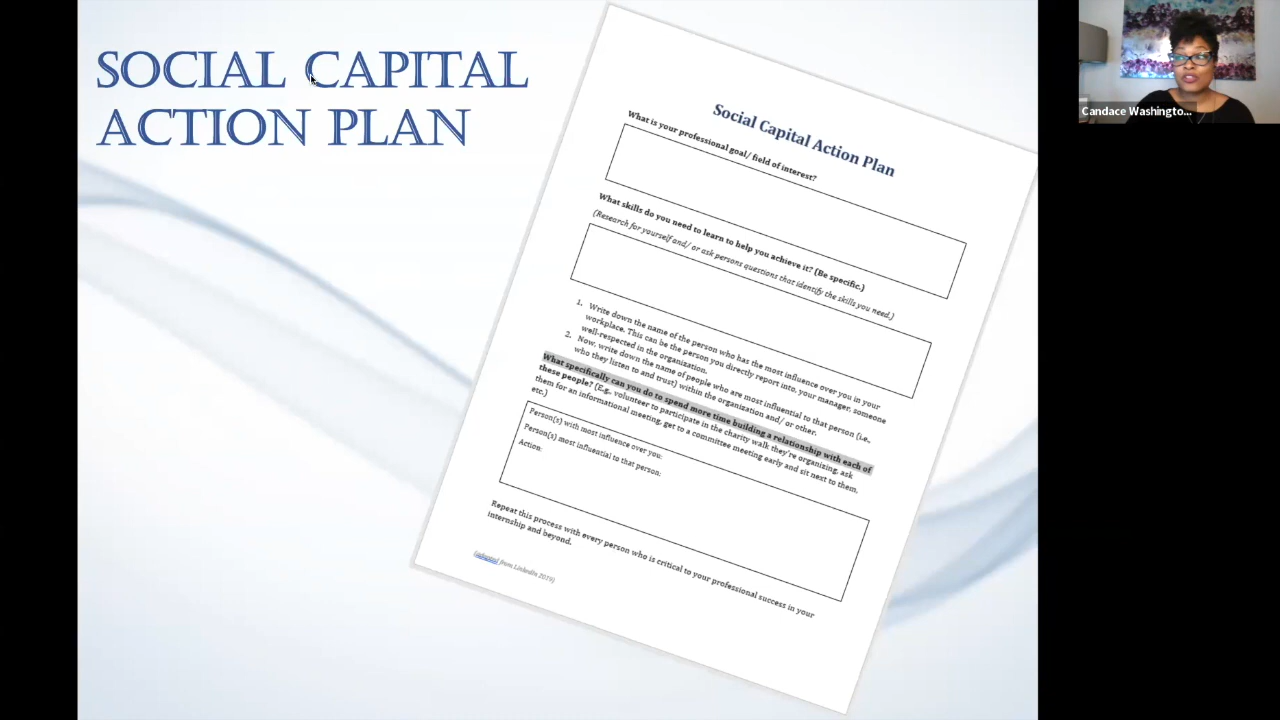 SOCIAL CAPITAL
ACTION PLAN
Candace Washingto...
Social Capital Action Plan
What is your professional goal/ field of interest?
What skills do you need to learn to help you achieve it? (Be specific.)
(Research for yourself and/ or ask persons questions that identify the skills you need.)
1. Write down the name of the person who has the most influence over you in your
workplace. This can be the person you directly report into, your manager, someone
well-respected in the organization.
2. Now, write down the name of people who are most influential to that person (i.e.,
who they listen to and trust) within the organization and/ or other.
What specifically can you do to spend more time building a relationship with each of
these people? (E.g., volunteer to participate in the charity walk they're organizing, ask
them for an informational meeting, get to a committee meeting early and sit next to them,
etc.)
Person(s) with most influence over you:
Person(s) most influential to that person:
Action:
Repeat this process with every person who is critical to your professional success in your
internship and beyond.
(adapted from LinkedIn 2019)